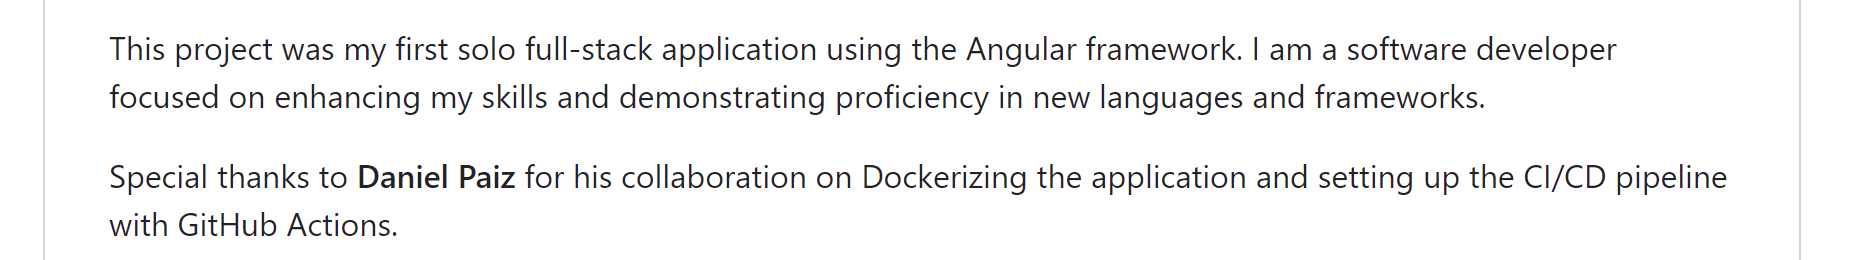 This project was my first solo full-stack application using the Angular framework. I am a software developer
focused on enhancing my skills and demonstrating proficiency in new languages and frameworks.
Special thanks to Daniel Paiz for his collaboration on Dockerizing the application and setting up the CI/CD pipeline
with GitHub Actions.